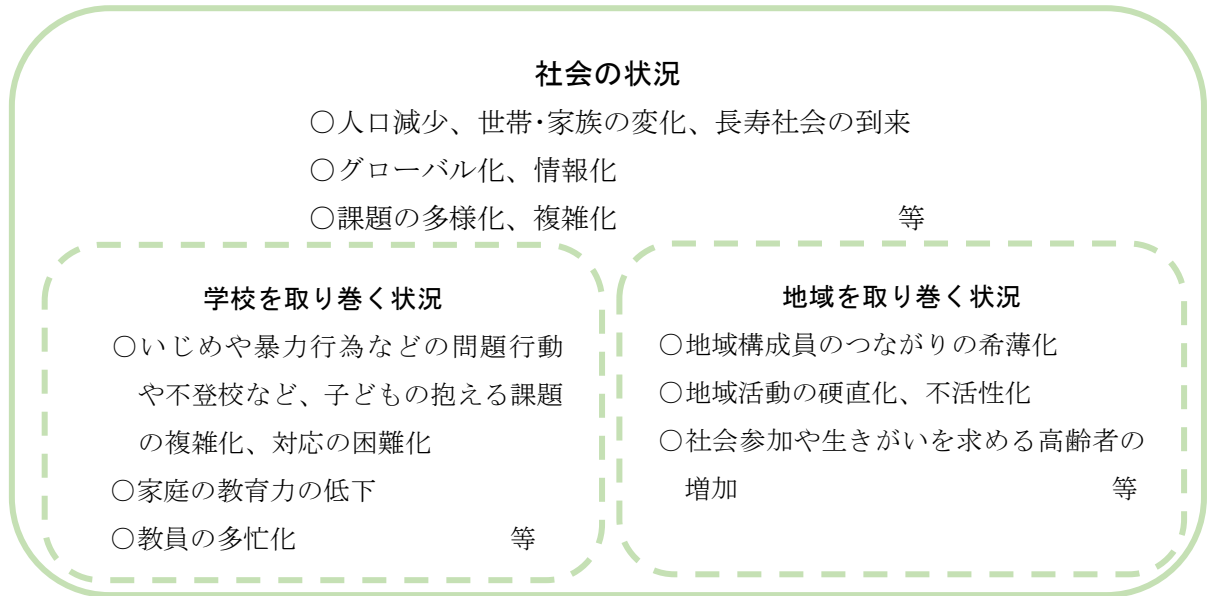 社会の状況
○人口減少、世帯・家族の変化、長寿社会の到来
○グローバル化、情報化
○課題の多様化、複雑化 等
学校を取り巻く状況
○いじめや暴力行為などの問題行動
や不登校など、子どもの抱える課題
の複雑化、対応の困難化
○家庭の教育力の低下
○教員の多忙化 等
地域を取り巻く状況
○地域構成員のつながりの希薄化
○地域活動の硬直化、不活性化
○社会参加や生きがいを求める高齢者の
増加 等